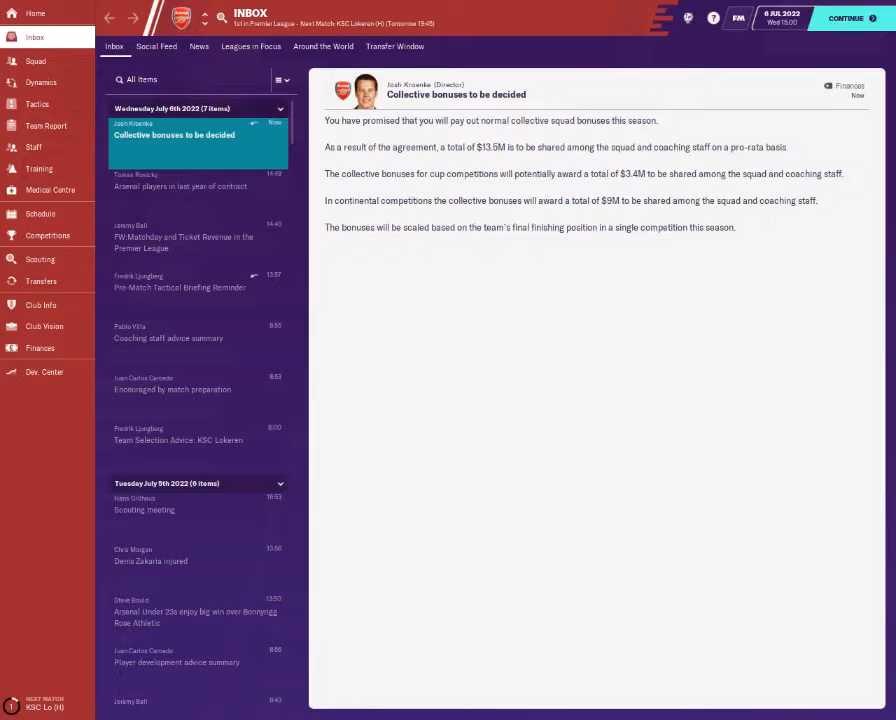 Home
Inbox
Squad
Dynamics
Tactics
Team Report
Staff
Training
Medical Centre
Schedule
Competitions
Scouting
Transfers
Club Info
Club Vision
Finances
Dev. Center
1
NEXT MATCH
KSC Lo (H)
INBOX
1st in Premier League - Next Match: KSC Lokeren (H) (Tomorrow 19:45)
?
FM
6 JUL 2022
Wed 15:00
CONTINUE
Inbox Social Feed News Leagues in Focus Around the World Transfer Window
All Items
Wednesday July 6th 2022 (7 items)
Josh Kroenke Now
Collective bonuses to be decided
Tomas Rosicky 14:49
Arsenal players in last year of contract
Jeremy Ball 14:49
FW:Matchday and Ticket Revenue in the
Premier League
Fredrik Ljungberg 13:57
Pre-Match Tactical Briefing Reminder
Pablo Villa 8:55
Coaching staff advice summary
Juan Carlos Carcedo 8:53
Encouraged by match preparation
Fredrik Ljungberg 8:00
Team Selection Advice: KSC Lokeren
Tuesday July 5th 2022 (6 items)
Hans Gillhaus 16:53
Scouting meeting
Chris Morgan 13:56
Denis Zakaria injured
Steve Bould 13:50
Arsenal Under 23s enjoy big win over Bonnyrigg
Rose Athletic
Juan Carlos Carcedo 8:56
Player development advice summary
Jeremy Ball 8:43
Josh Kroenke (Director)
Collective bonuses to be decided
Finances
Now
You have promised that you will pay out normal collective squad bonuses this season.
As a result of the agreement, a total of $13.5M is to be shared among the squad and coaching staff on a pro-rata basis.
The collective bonuses for cup competitions will potentially award a total of $3.4M to be shared among the squad and coaching staff.
In continental competitions the collective bonuses will award a total of $9M to be shared among the squad and coaching staff.
The bonuses will be scaled based on the team's final finishing position in a single competition this season.